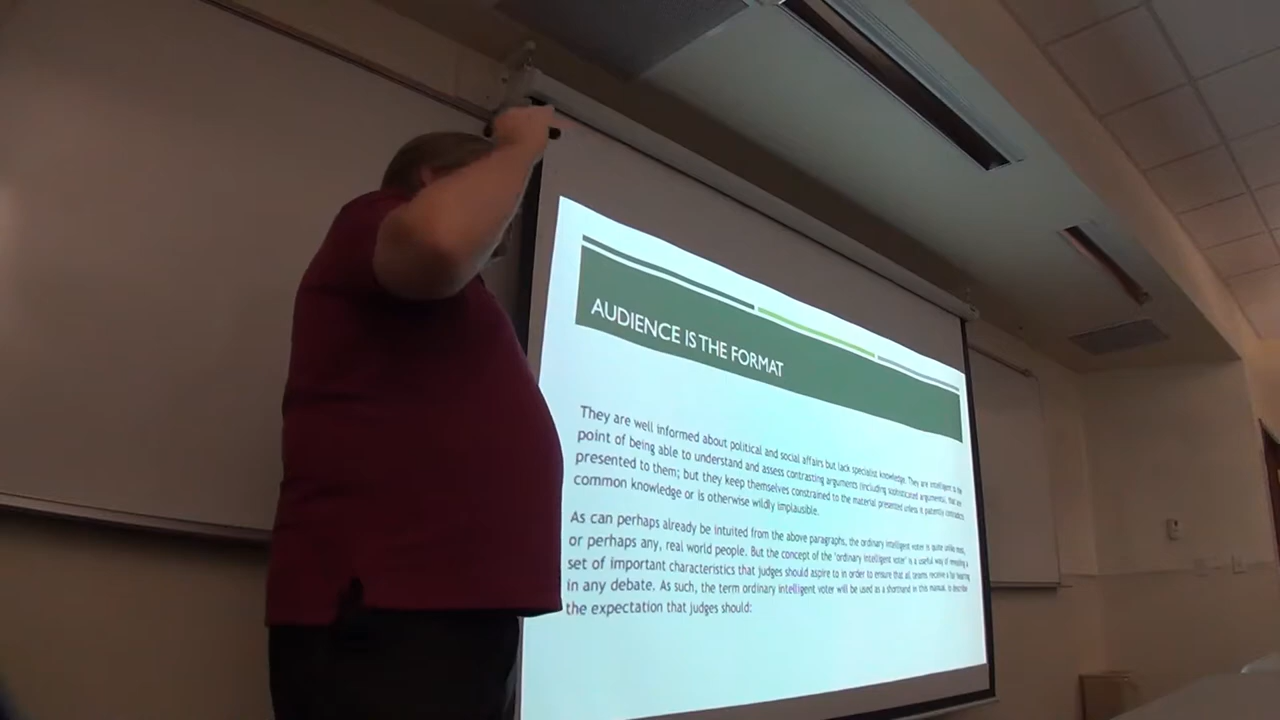 AUDIENCE IS THE FORMAT
They are well informed about political and social affairs but lack specialist knowledge. They are intelligent to the
point of being able to understand and assess contrasting arguments (including sophisticated arguments), that are
presented to them; but they keep themselves constrained to the material presented unless it patently contradicts
common knowledge or is otherwise wildly implausible.
As can perhaps already be intuited from the above paragraphs, the ordinary intelligent voter is quite unlike most,
or perhaps any, real world people. But the concept of the 'ordinary intelligent voter' is a useful way of revealing a
set of important characteristics that judges should aspire to in order to ensure that all teams receive a fair hearing
in any debate. As such, the term ordinary intelligent voter will be used as a shorthand in this manual, to describe
the expectation that judges should: